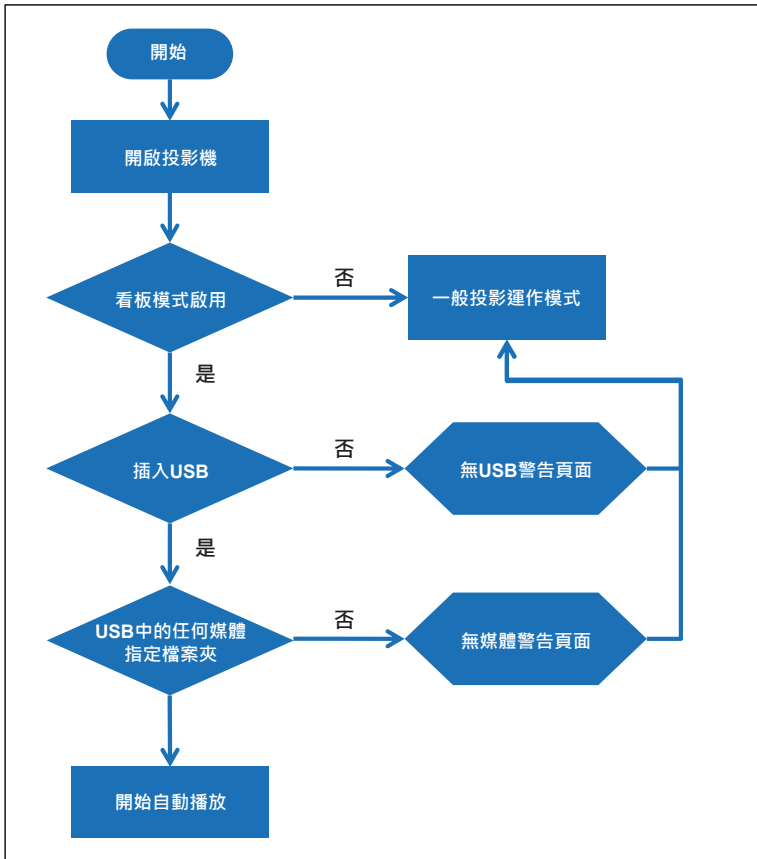 開始
開啟投影機
看板模式啟用
否
一般投影運作模式
是
插入USB
否
無USB警告頁面
是
USB中的任何媒體
指定檔案夾
否
無媒體警告頁面
開始自動播放